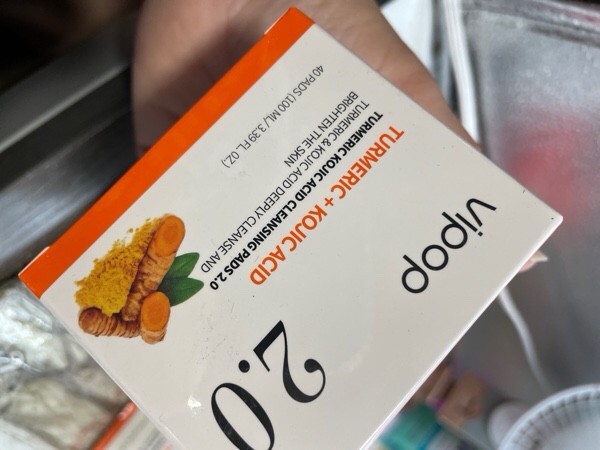 vipop
2.0
TURMERIC + KOJIC ACID
TURMERIC KOJIC ACID CLEANSING PADS 2.0
TURMERIC & KOJIC ACID DEEPLY CLEANSE AND
BRIGHTEN THE SKIN
40 PADS (100 ML / 3.39 FL. OZ.)